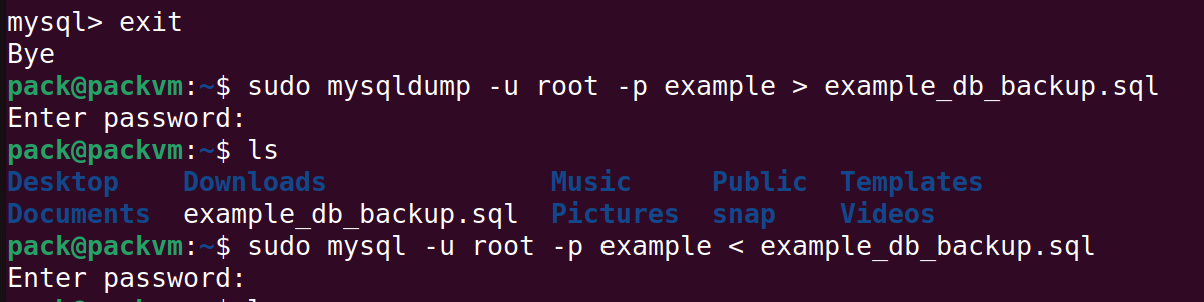 mysql> exit
Bye
pack@packvm:~$ sudo mysqldump -u root -p example > example_db_backup.sql
Enter password:
pack@packvm:~$ ls
Desktop    Downloads              Music     Public  Templates
Documents  example_db_backup.sql  Pictures  snap    Videos
pack@packvm:~$ sudo mysql -u root -p example < example_db_backup.sql
Enter password: